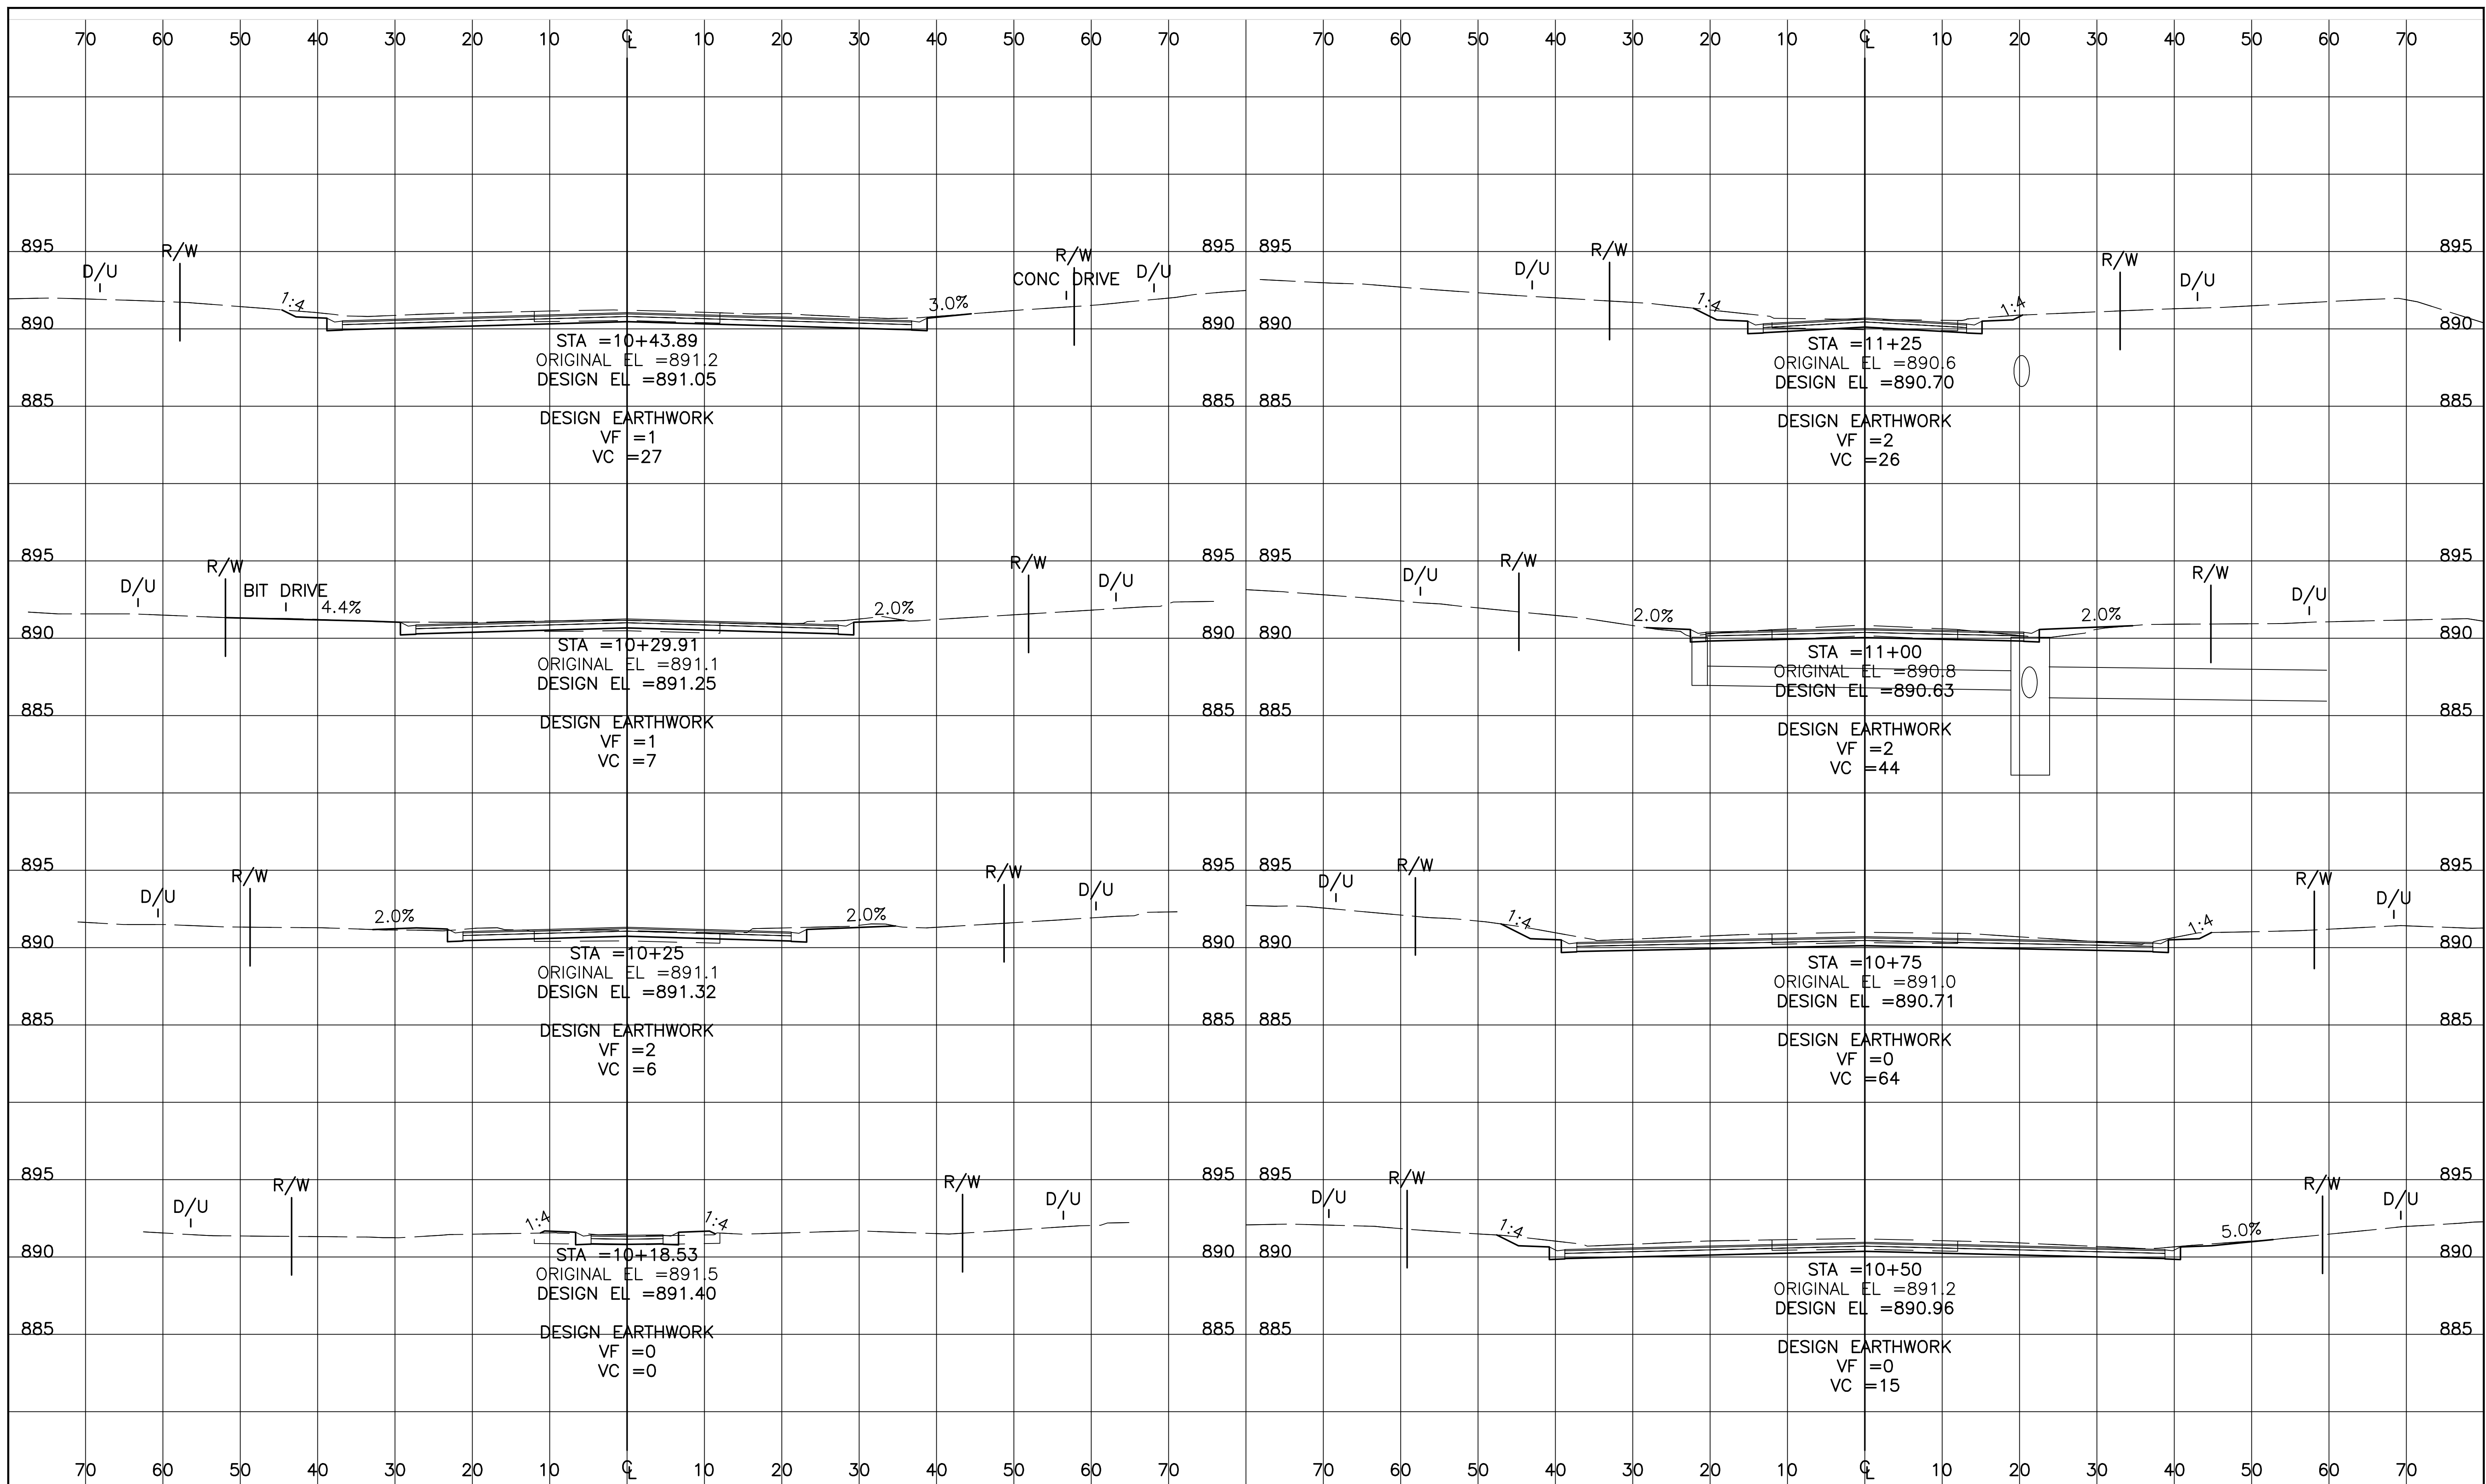 70 60 50 40 30 20 10 ℄ 10 20 30 40 50 60 70 70 60 50 40 30 20 10 ℄ 10 20 30 40 50 60 70
895 R/W D/U 1:4 3.0% CONC DRIVE R/W D/U 895
890 890
STA =10+43.89
ORIGINAL EL =891.2
DESIGN EL =891.05
885 885
DESIGN EARTHWORK
VF =1
VC =27
895 D/U R/W 1:4 1:4 R/W D/U 895
890 890
STA =11+25
ORIGINAL EL =890.6
DESIGN EL =890.70
885 885
DESIGN EARTHWORK
VF =2
VC =26
895 D/U R/W BIT DRIVE 4.4% 2.0% R/W D/U 895
890 890
STA =10+29.91
ORIGINAL EL =891.1
DESIGN EL =891.25
885 885
DESIGN EARTHWORK
VF =1
VC =7
895 D/U R/W 2.0% 2.0% R/W D/U 895
890 890
STA =11+00
ORIGINAL EL =890.8
DESIGN EL =890.63
885 885
DESIGN EARTHWORK
VF =2
VC =44
895 D/U R/W 2.0% 2.0% R/W D/U 895
890 890
STA =10+25
ORIGINAL EL =891.1
DESIGN EL =891.32
885 885
DESIGN EARTHWORK
VF =2
VC =6
895 D/U R/W 1:4 1:4 R/W D/U 895
890 890
STA =10+75
ORIGINAL EL =891.0
DESIGN EL =890.71
885 885
DESIGN EARTHWORK
VF =0
VC =64
895 D/U R/W 1:4 1:4 R/W D/U 895
890 890
STA =10+18.53
ORIGINAL EL =891.5
DESIGN EL =891.40
885 885
DESIGN EARTHWORK
VF =0
VC =0
895 D/U R/W 1:4 5.0% R/W D/U 895
890 890
STA =10+50
ORIGINAL EL =891.2
DESIGN EL =890.96
885 885
DESIGN EARTHWORK
VF =0
VC =15
70 60 50 40 30 20 10 ℄ 10 20 30 40 50 60 70 70 60 50 40 30 20 10 ℄ 10 20 30 40 50 60 70